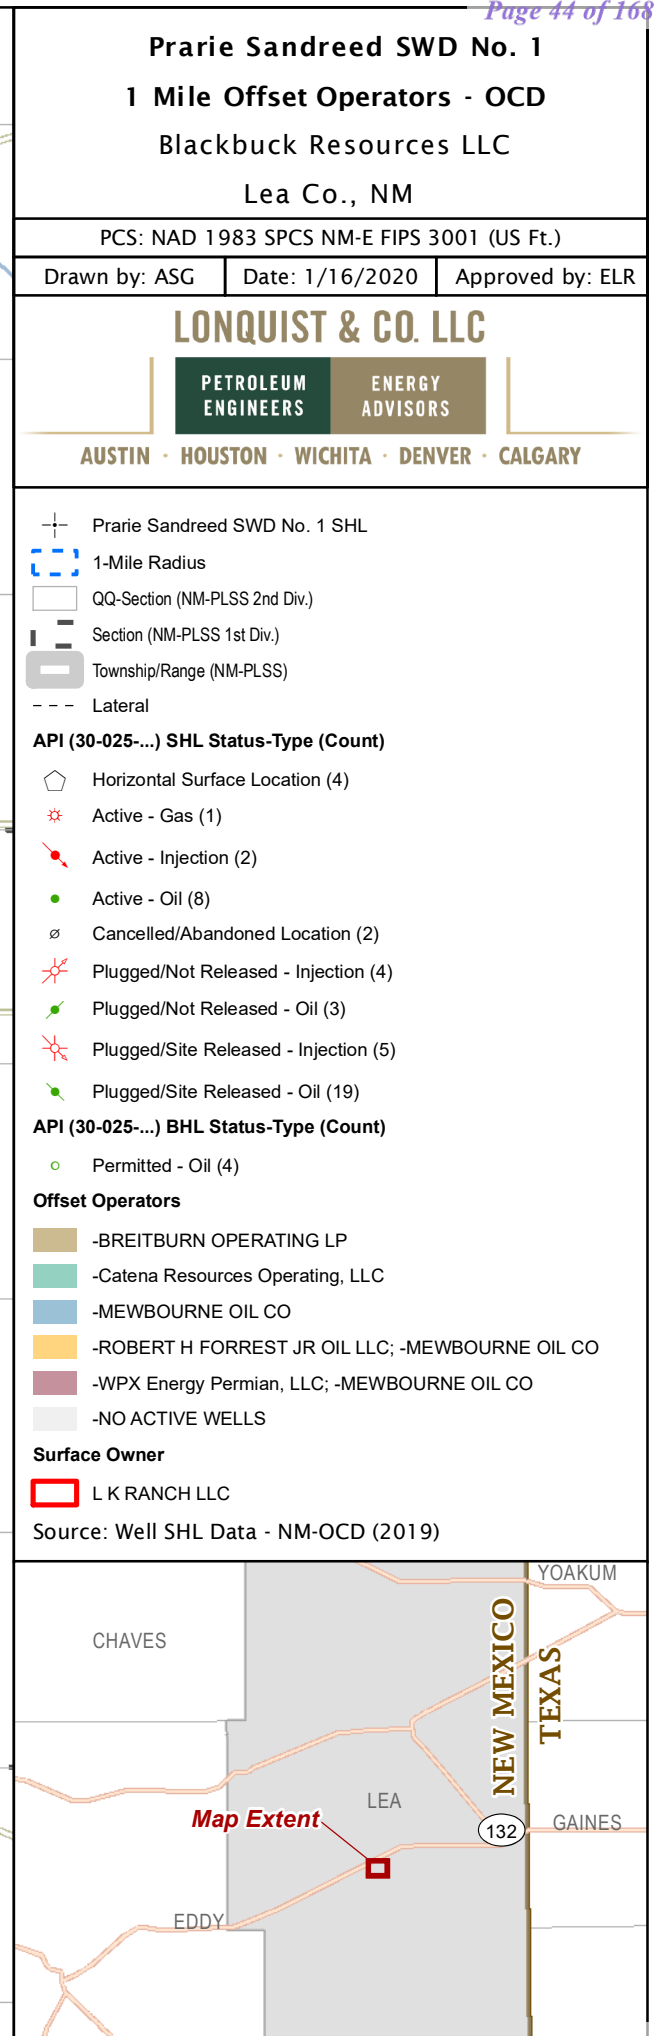 Page 44 of 168
Prarie Sandreed SWD No. 1
1 Mile Offset Operators - OCD
Blackbuck Resources LLC
Lea Co., NM
PCS: NAD 1983 SPCS NM-E FIPS 3001 (US Ft.)
Drawn by: ASG Date: 1/16/2020 Approved by: ELR
LONQUIST & CO. LLC
PETROLEUM ENGINEERS
ENERGY ADVISORS
AUSTIN · HOUSTON · WICHITA · DENVER · CALGARY
Prarie Sandreed SWD No. 1 SHL
1-Mile Radius
QQ-Section (NM-PLSS 2nd Div.)
Section (NM-PLSS 1st Div.)
Township/Range (NM-PLSS)
Lateral
API (30-025-...) SHL Status-Type (Count)
Horizontal Surface Location (4)
Active - Gas (1)
Active - Injection (2)
Active - Oil (8)
Cancelled/Abandoned Location (2)
Plugged/Not Released - Injection (4)
Plugged/Not Released - Oil (3)
Plugged/Site Released - Injection (5)
Plugged/Site Released - Oil (19)
API (30-025-...) BHL Status-Type (Count)
Permitted - Oil (4)
Offset Operators
-BREITBURN OPERATING LP
-Catena Resources Operating, LLC
-MEWBOURNE OIL CO
-ROBERT H FORREST JR OIL LLC; -MEWBOURNE OIL CO
-WPX Energy Permian, LLC; -MEWBOURNE OIL CO
-NO ACTIVE WELLS
Surface Owner
L K RANCH LLC
Source: Well SHL Data - NM-OCD (2019)
YOAKUM
CHAVES
NEW MEXICO
TEXAS
LEA
Map Extent
132
GAINES
EDDY